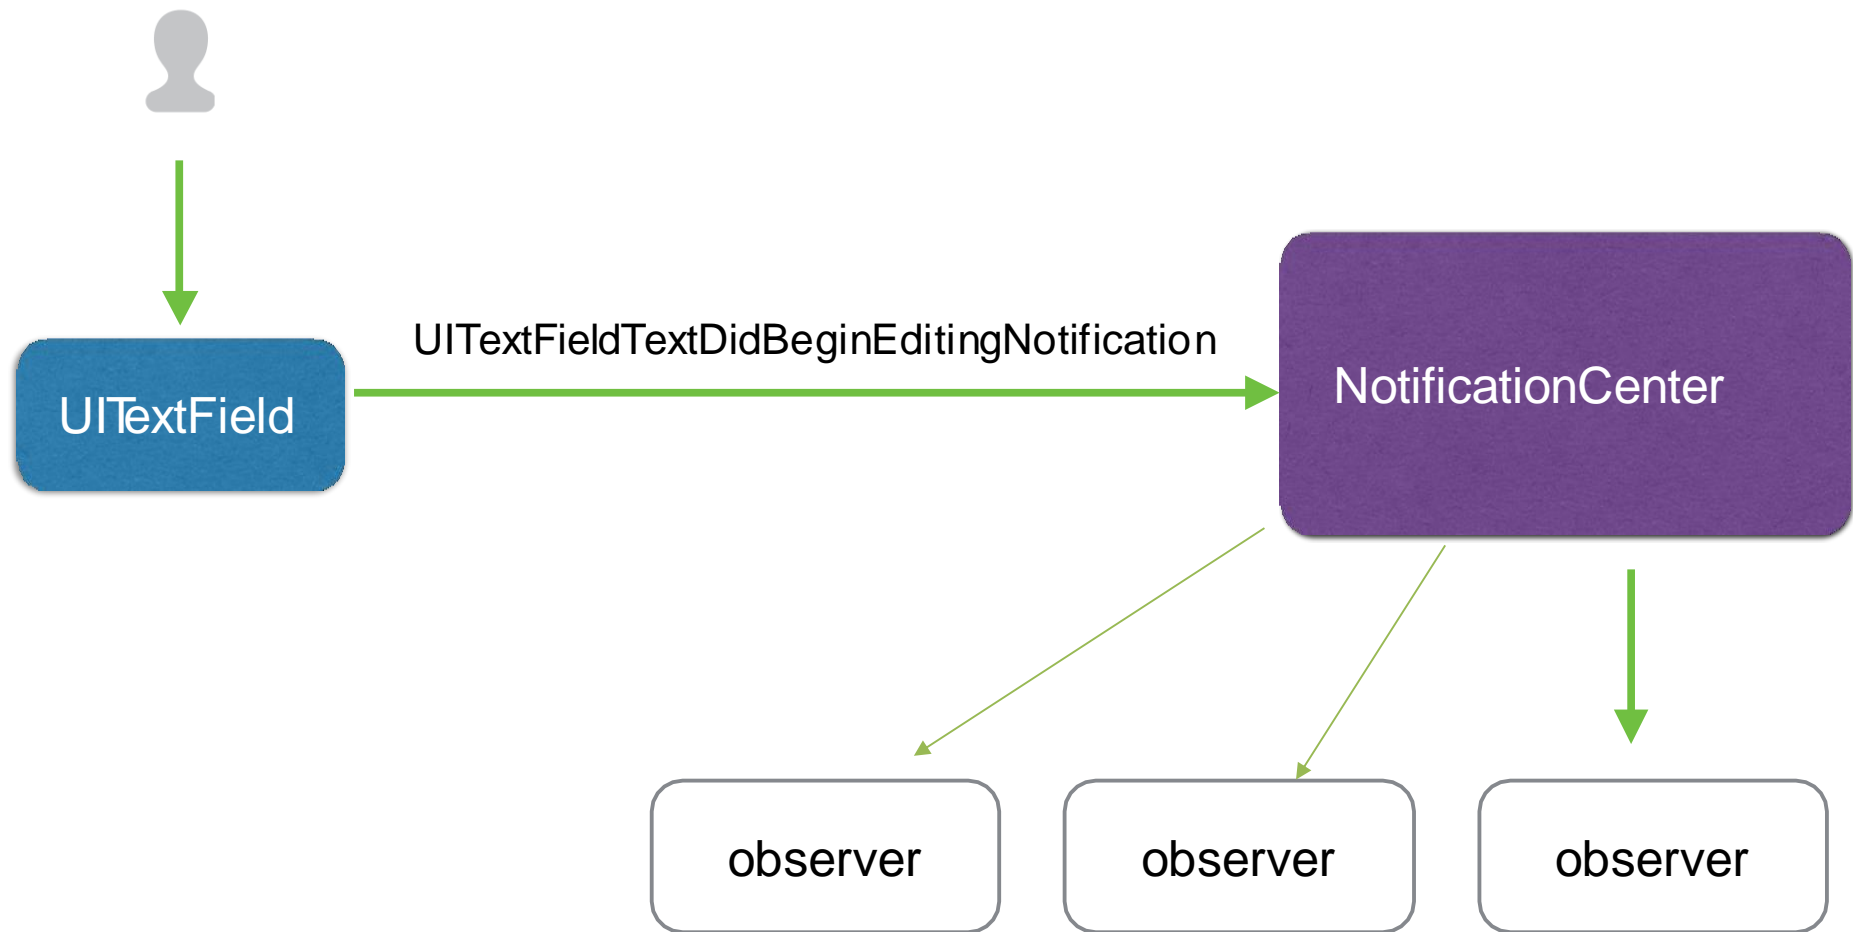 UITextFieldTextDidBeginEditingNotification
UITextField
NotificationCenter
observer
observer
observer